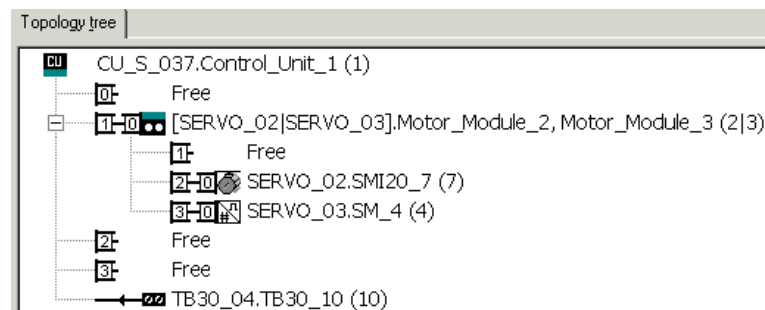 Topology tree
CU CU_S_037.Control_Unit_1 (1)
0 Free
1 0 [SERVO_02|SERVO_03].Motor_Module_2, Motor_Module_3 (2|3)
1 Free
2 0 SERVO_02.SMI20_7 (7)
3 0 # SERVO_03.SM_4 (4)
2 Free
3 Free
TB30_04.TB30_10 (10)